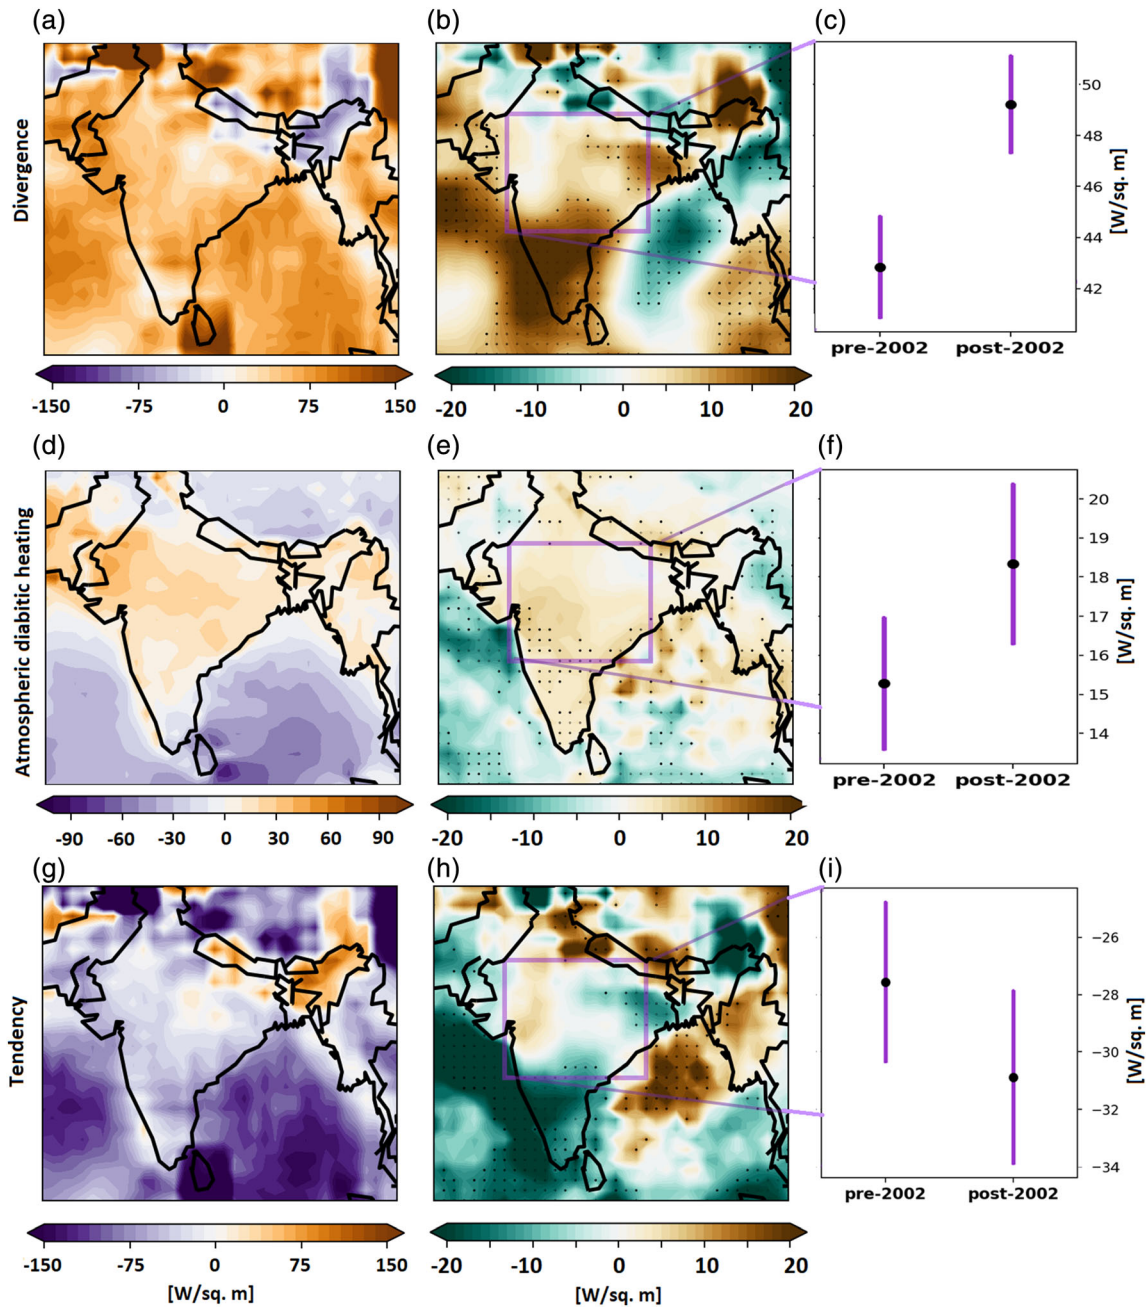 (a)
(b)
(c)
Divergence
50
48
46
44
42
[W/sq. m]
pre-2002 post-2002
-150 -75 0 75 150
-20 -10 0 10 20
(d)
(e)
(f)
Atmospheric diabitic heating
20
19
18
17
16
15
14
[W/sq. m]
pre-2002 post-2002
-90 -60 -30 0 30 60 90
-20 -10 0 10 20
(g)
(h)
(i)
Tendency
−26
−28
−30
−32
−34
[W/sq. m]
pre-2002 post-2002
-150 -75 0 75 150
-20 -10 0 10 20
[W/sq. m]
[W/sq. m]